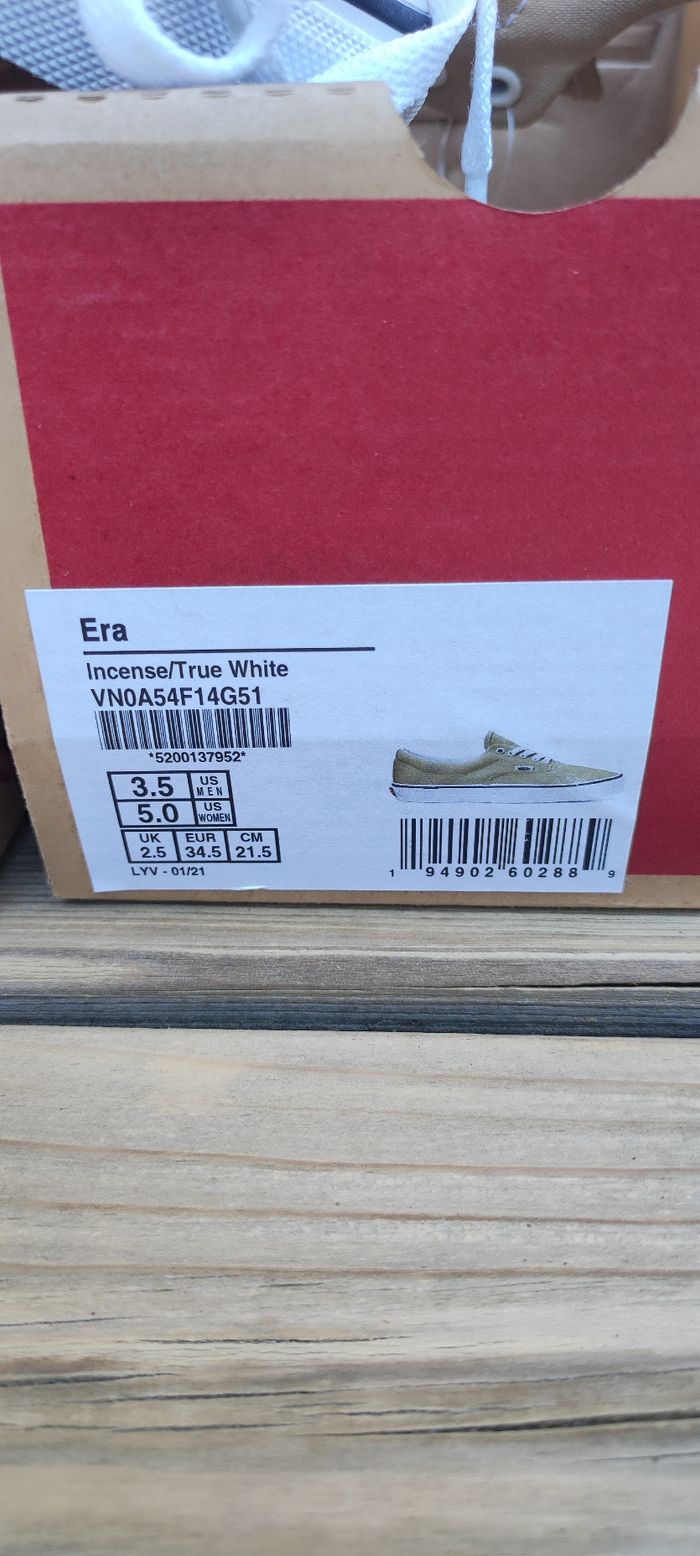 Era
Incense/True White
VN0A54F14G51
*5200137952*
3.5 US MEN
5.0 US WOMEN
UK EUR CM
2.5 34.5 21.5
LYV - 01/21
1 94902 60288 9